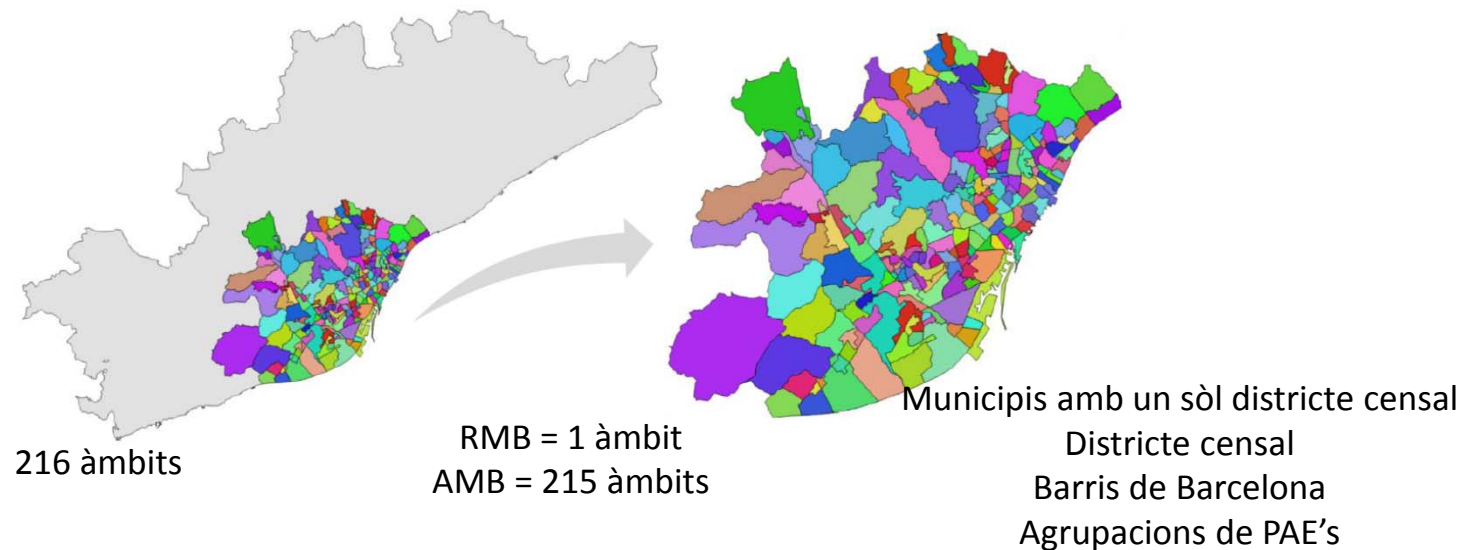 216 àmbits
RMB = 1 àmbit
AMB = 215 àmbits
Municipis amb un sòl districte censal
Districte censal
Barris de Barcelona
Agrupacions de PAE’s